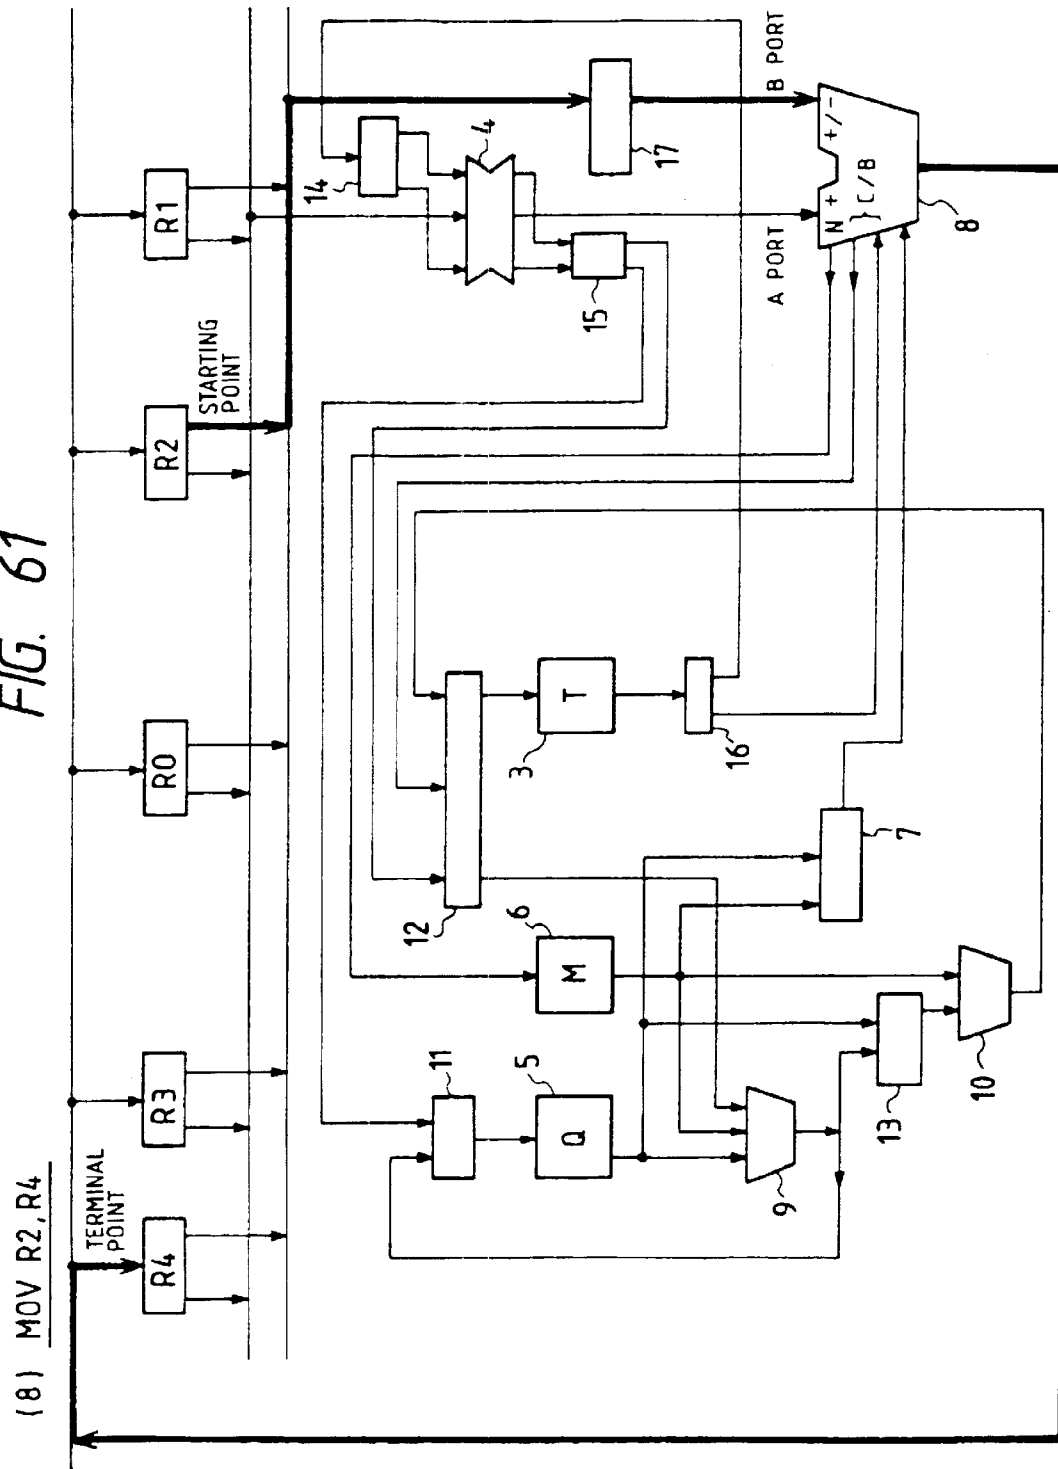 FIG. 61
(8) MOV R2, R4
TERMINAL
POINT
STARTING
POINT
R4
R3
R0
R2
R1
14
4
15
17
A PORT
B PORT
N + +/-
} C/B
8
11
5
Q
6
M
12
3
T
16
7
9
13
10